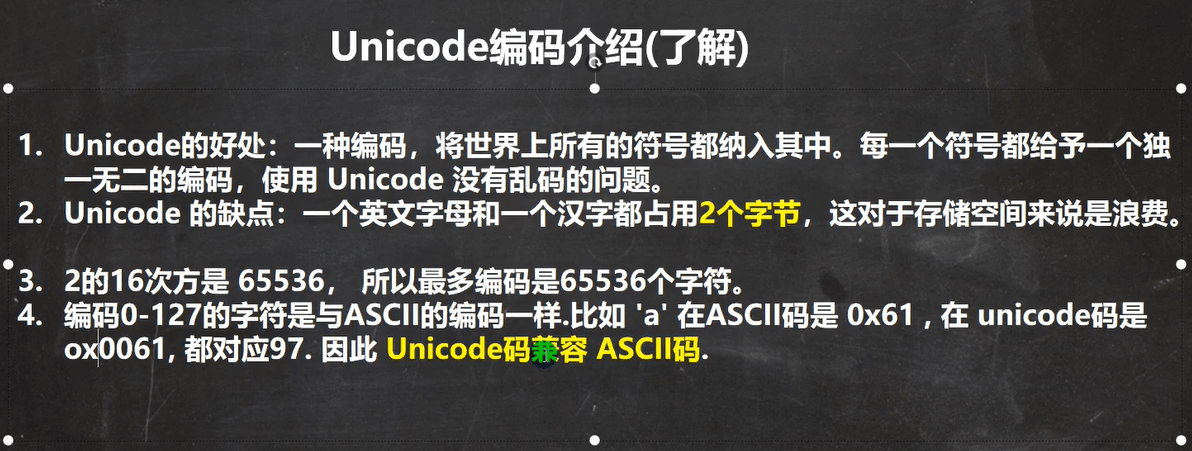 Unicode编码介绍(了解)
1. Unicode的好处：一种编码，将世界上所有的符号都纳入其中。每一个符号都给予一个独
一无二的编码，使用 Unicode 没有乱码的问题。
2. Unicode 的缺点：一个英文字母和一个汉字都占用2个字节，这对于存储空间来说是浪费。
3. 2的16次方是 65536， 所以最多编码是65536个字符。
4. 编码0-127的字符是与ASCII的编码一样.比如 'a' 在ASCII码是 0x61 , 在 unicode码是
ox0061, 都对应97. 因此 Unicode码兼容 ASCII码.